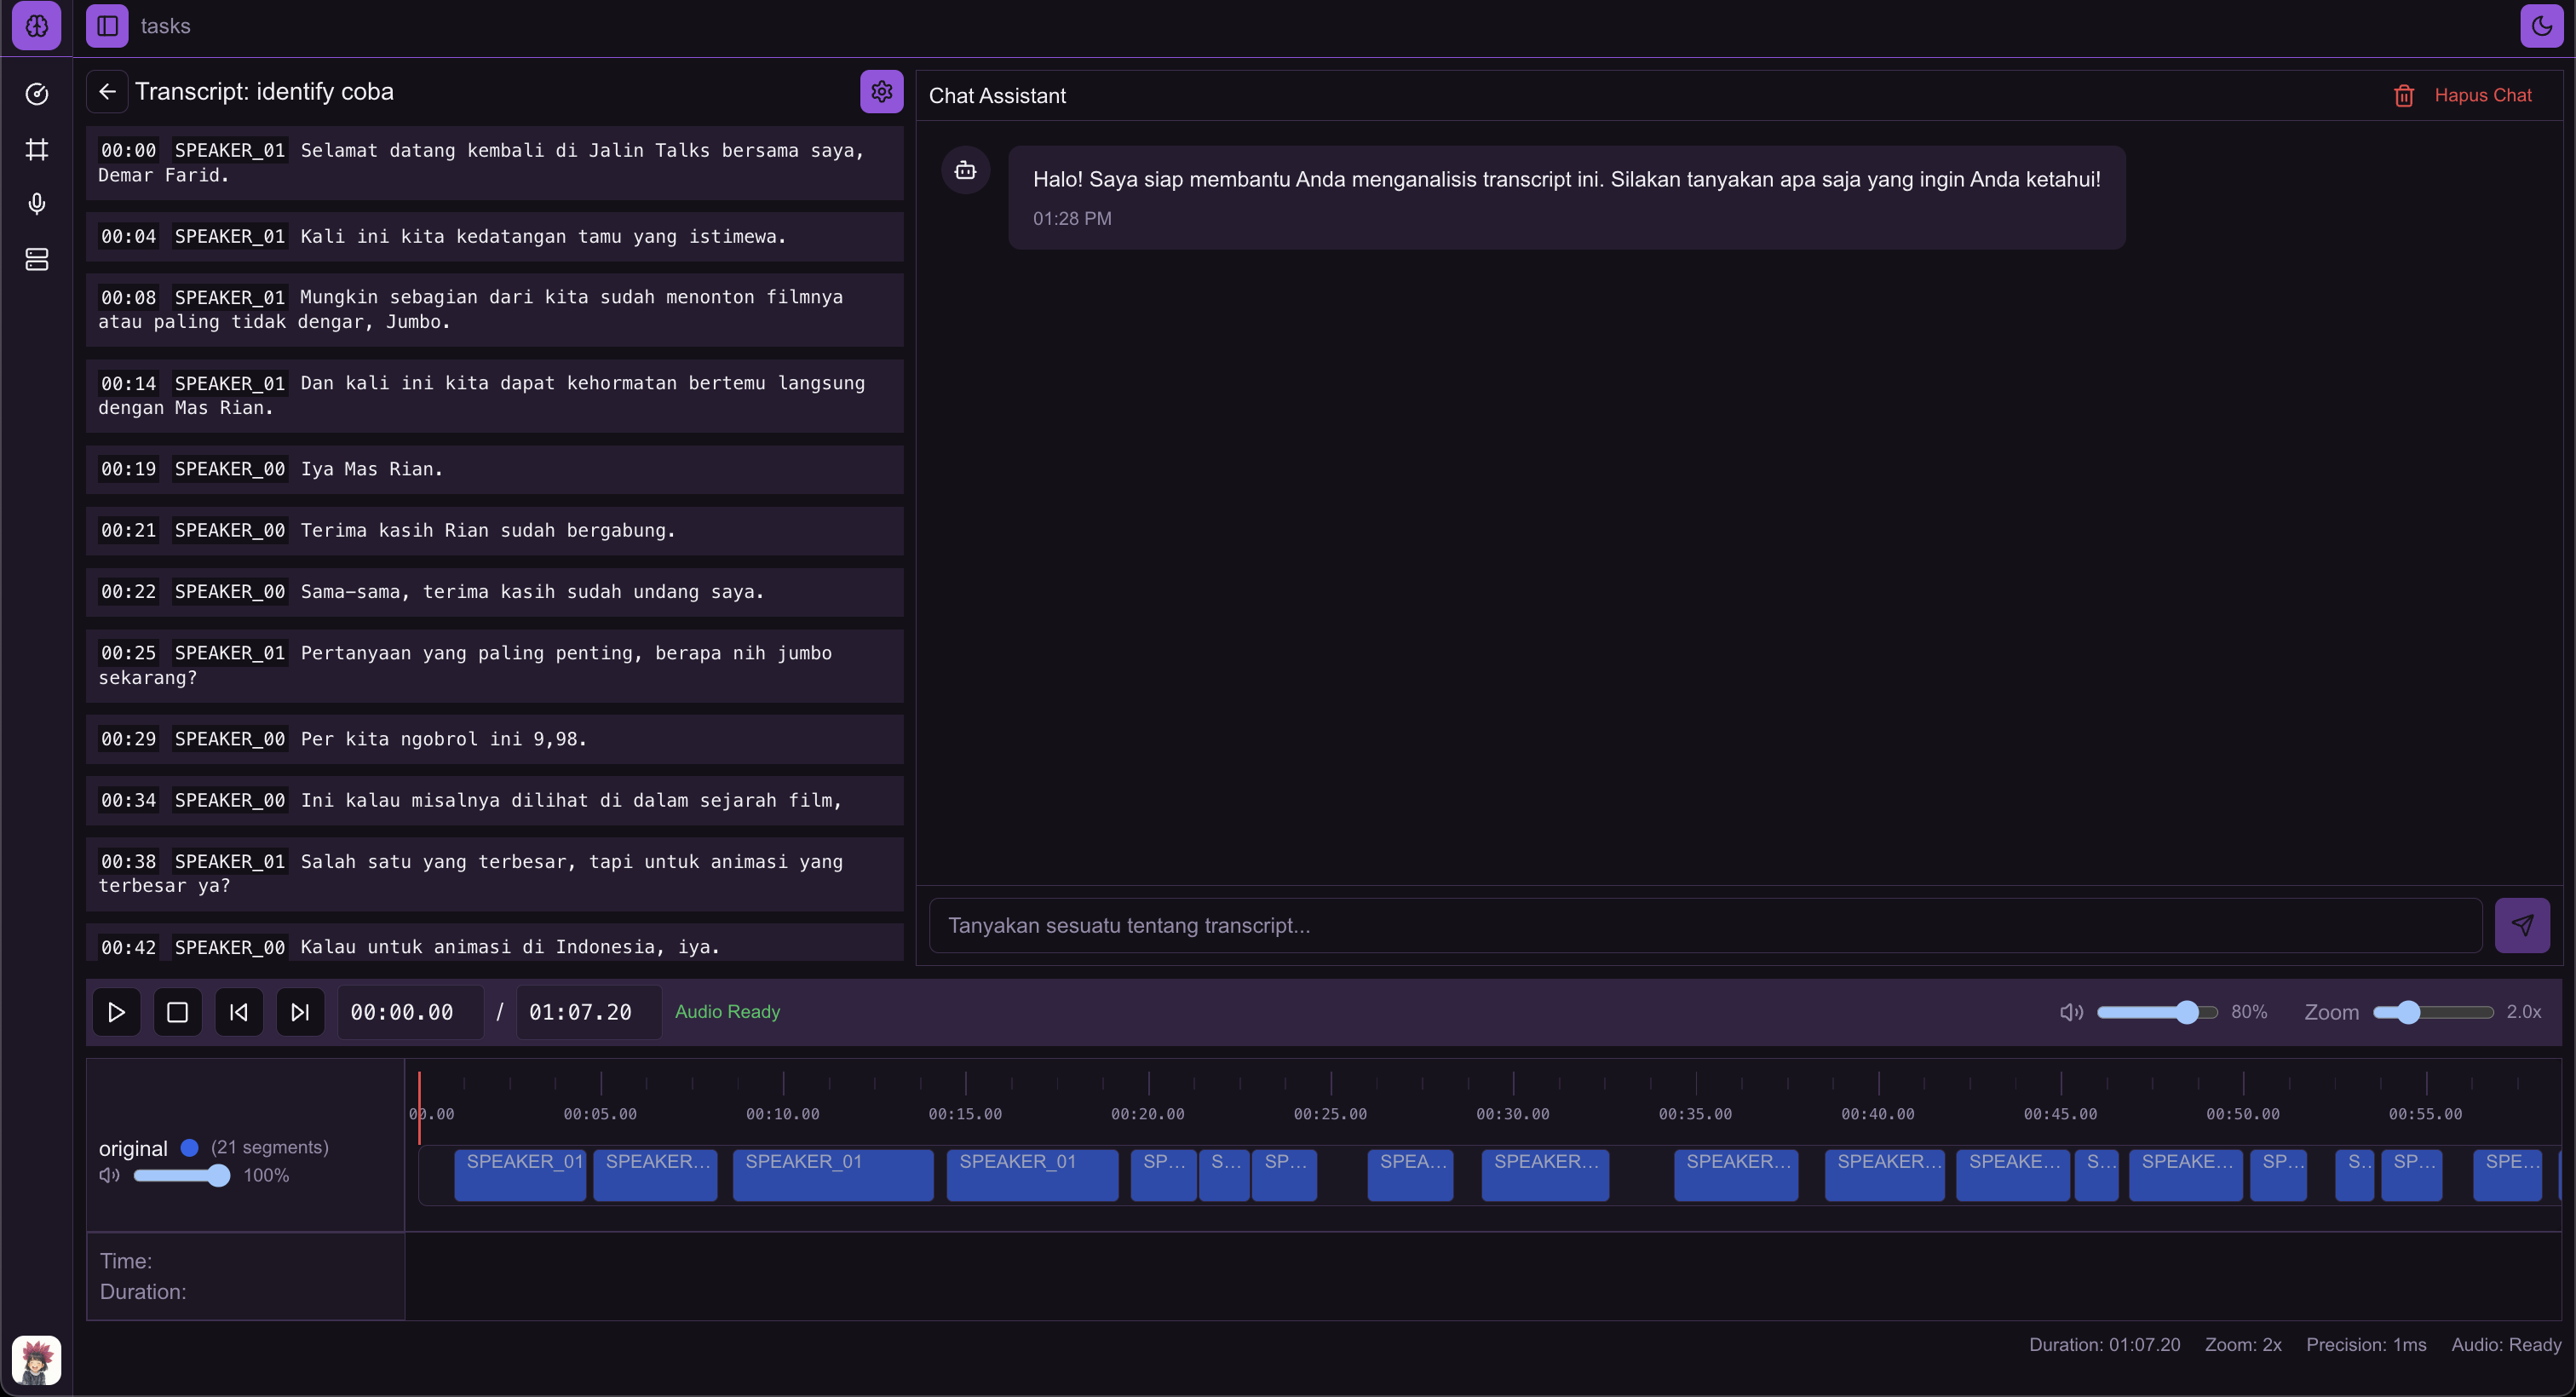 tasks
Transcript: identify coba
00:00 SPEAKER_01 Selamat datang kembali di Jalin Talks bersama saya,
Demar Farid.
00:04 SPEAKER_01 Kali ini kita kedatangan tamu yang istimewa.
00:08 SPEAKER_01 Mungkin sebagian dari kita sudah menonton filmnya
atau paling tidak dengar, Jumbo.
00:14 SPEAKER_01 Dan kali ini kita dapat kehormatan bertemu langsung
dengan Mas Rian.
00:19 SPEAKER_00 Iya Mas Rian.
00:21 SPEAKER_00 Terima kasih Rian sudah bergabung.
00:22 SPEAKER_00 Sama-sama, terima kasih sudah undang saya.
00:25 SPEAKER_01 Pertanyaan yang paling penting, berapa nih jumbo
sekarang?
00:29 SPEAKER_00 Per kita ngobrol ini 9,98.
00:34 SPEAKER_00 Ini kalau misalnya dilihat di dalam sejarah film,
00:38 SPEAKER_01 Salah satu yang terbesar, tapi untuk animasi yang
terbesar ya?
00:42 SPEAKER_00 Kalau untuk animasi di Indonesia, iya.
Chat Assistant
Hapus Chat
Halo! Saya siap membantu Anda menganalisis transcript ini. Silakan tanyakan apa saja yang ingin Anda ketahui!
01:28 PM
Tanyakan sesuatu tentang transcript...
00:00.00 / 01:07.20 Audio Ready
80% Zoom 2.0x
00.00 00:05.00 00:10.00 00:15.00 00:20.00 00:25.00 00:30.00 00:35.00 00:40.00 00:45.00 00:50.00 00:55.00
original (21 segments)
100%
SPEAKER_01 SPEAKER... SPEAKER_01 SPEAKER_01 SP... S... SP... SPEA... SPEAKER... SPEAKER... SPEAKER... SPEAKE... S... SPEAKE... SP... S.. SP... SPE...
Time:
Duration:
Duration: 01:07.20 Zoom: 2x Precision: 1ms Audio: Ready